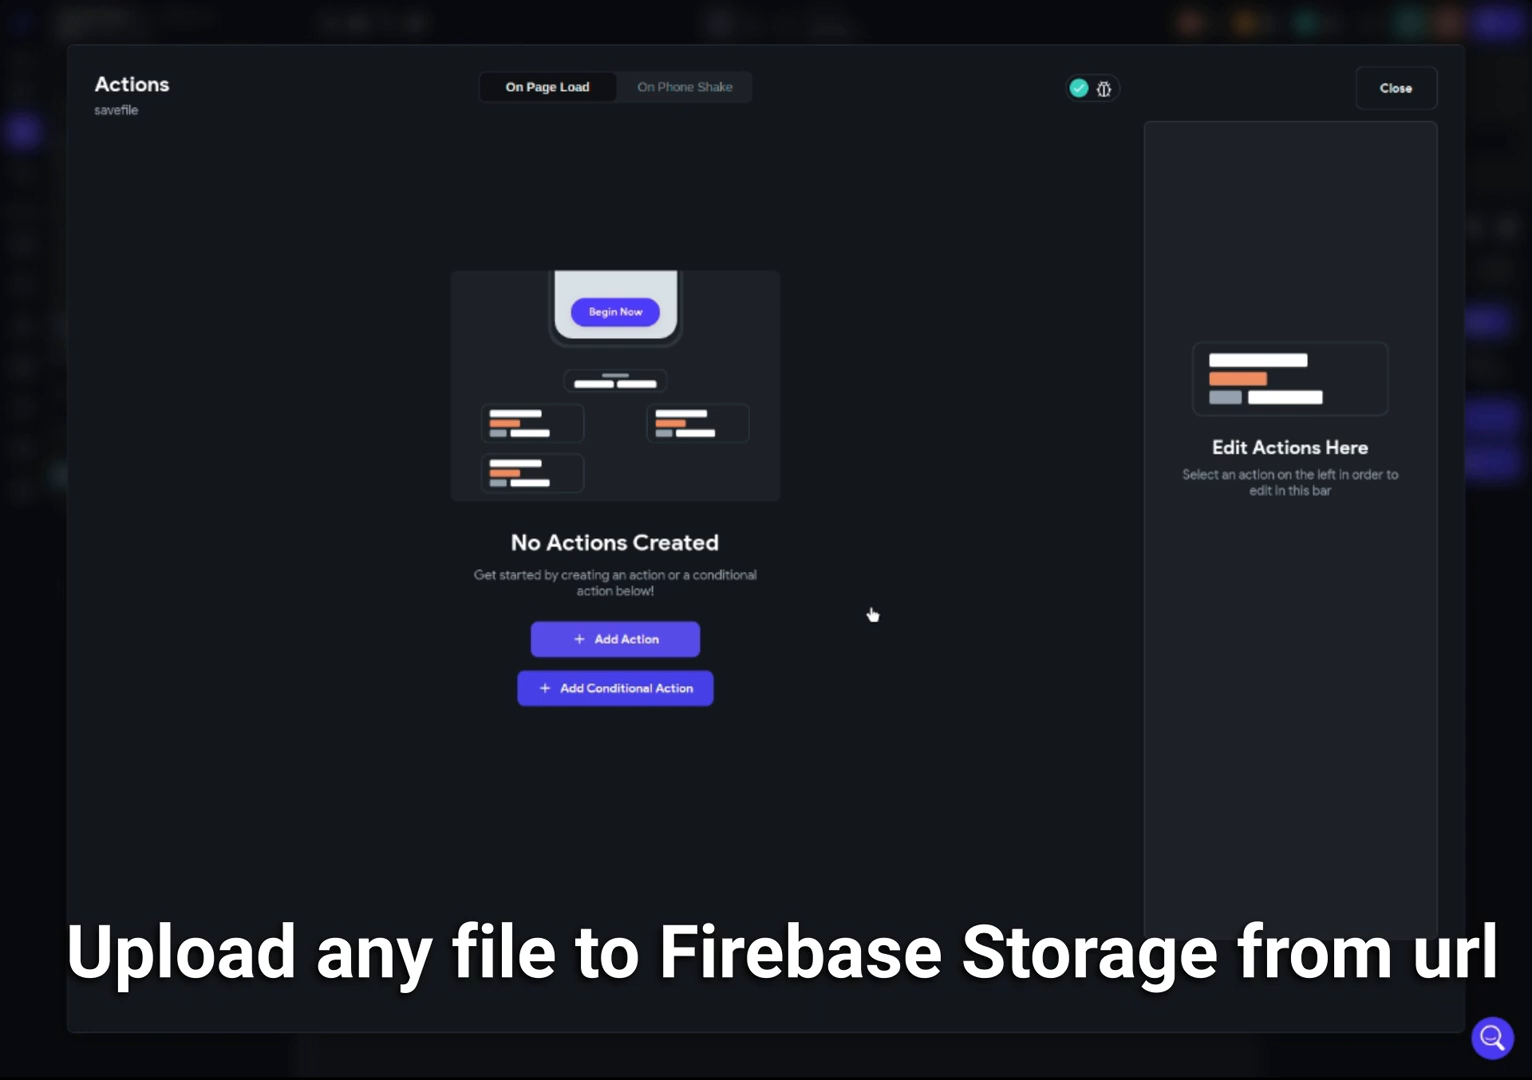 Actions
savefile
On Page Load
On Phone Shake
Close
Begin Now
No Actions Created
Get started by creating an action or a conditional
action below!
+ Add Action
+ Add Conditional Action
Edit Actions Here
Select an action on the left in order to
edit in this bar
Upload any file to Firebase Storage from url